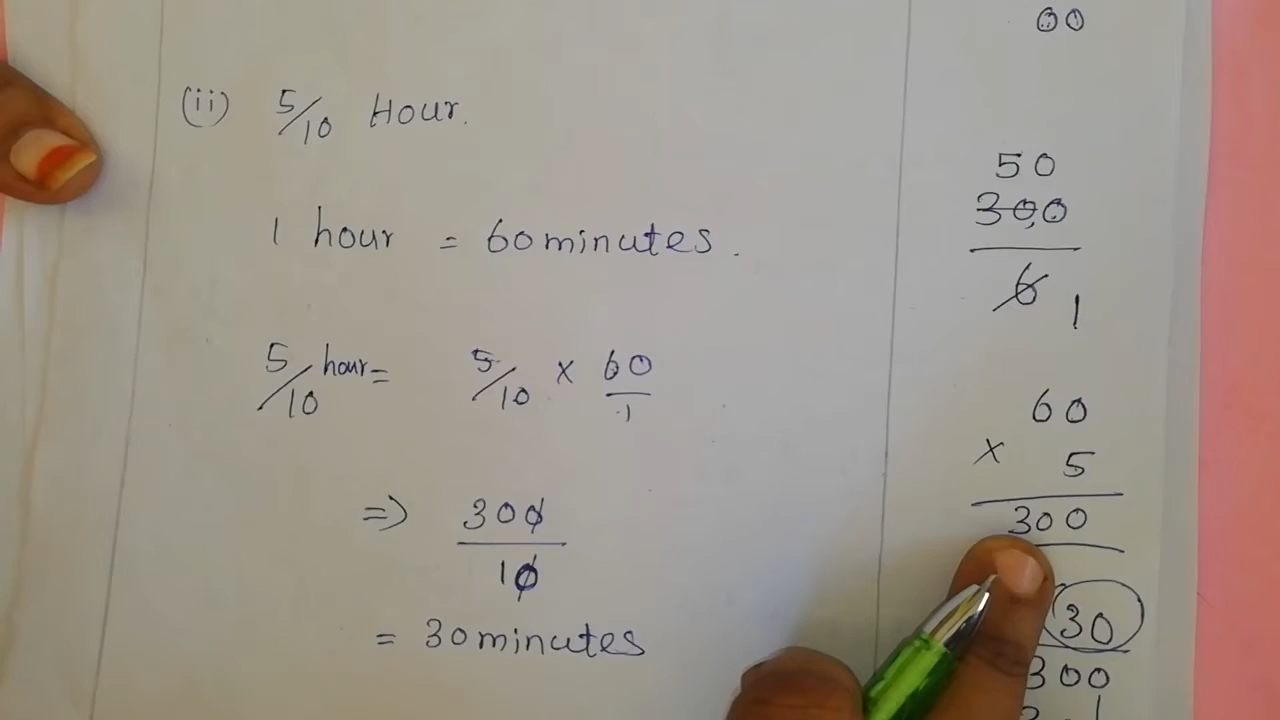 (ii) 5/10 Hour.
1 hour = 60 minutes.
5/10 hour = 5/10 × 60/1
=> 300/10
= 30 minutes
00
50
300
6 1
60
× 5
300
30
300